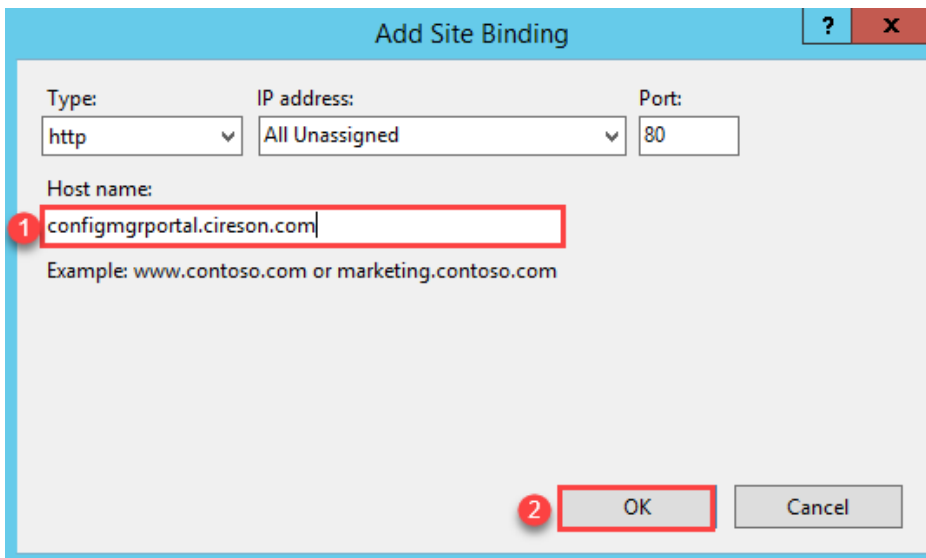 Add Site Binding
? x
Type: IP address: Port:
http All Unassigned 80
Host name:
1 configmgrportal.cireson.com
Example: www.contoso.com or marketing.contoso.com
2 OK Cancel